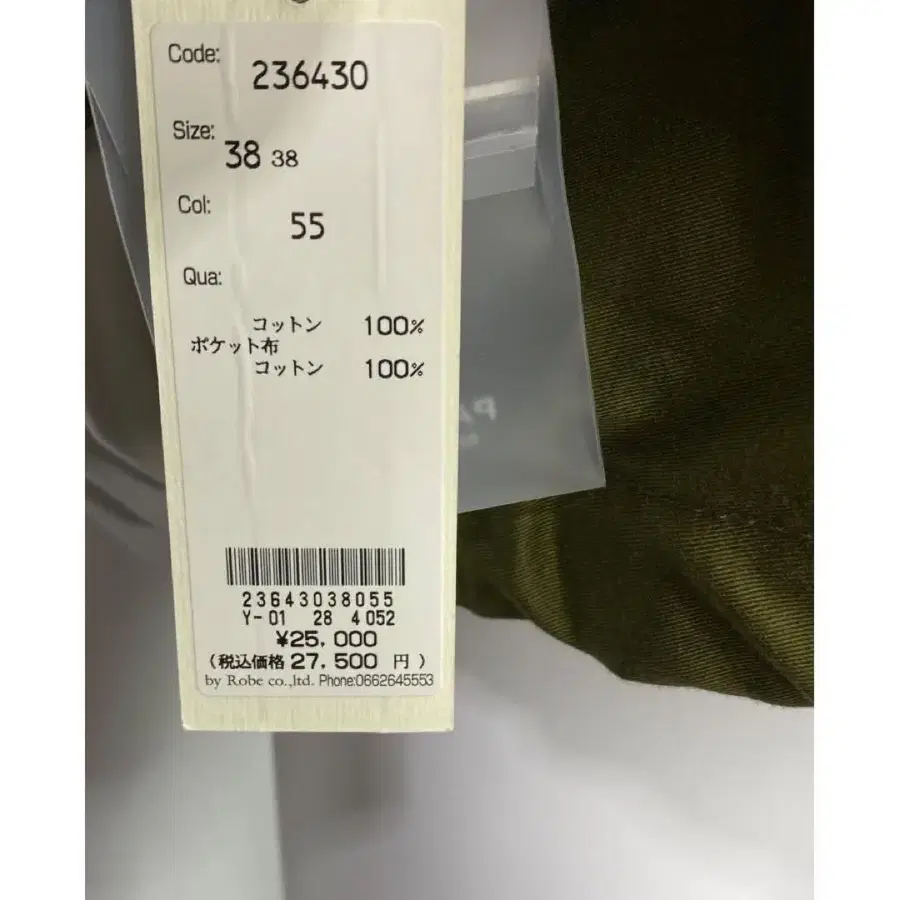 Code:
236430
Size:
38 38
Col:
55
Qua:
コットン 100%
ポケット布
コットン 100%
23643038055
Y-01 28 4052
¥25,000
(税込価格 27,500 円)
by Robe co.,ltd. Phone:0662645553